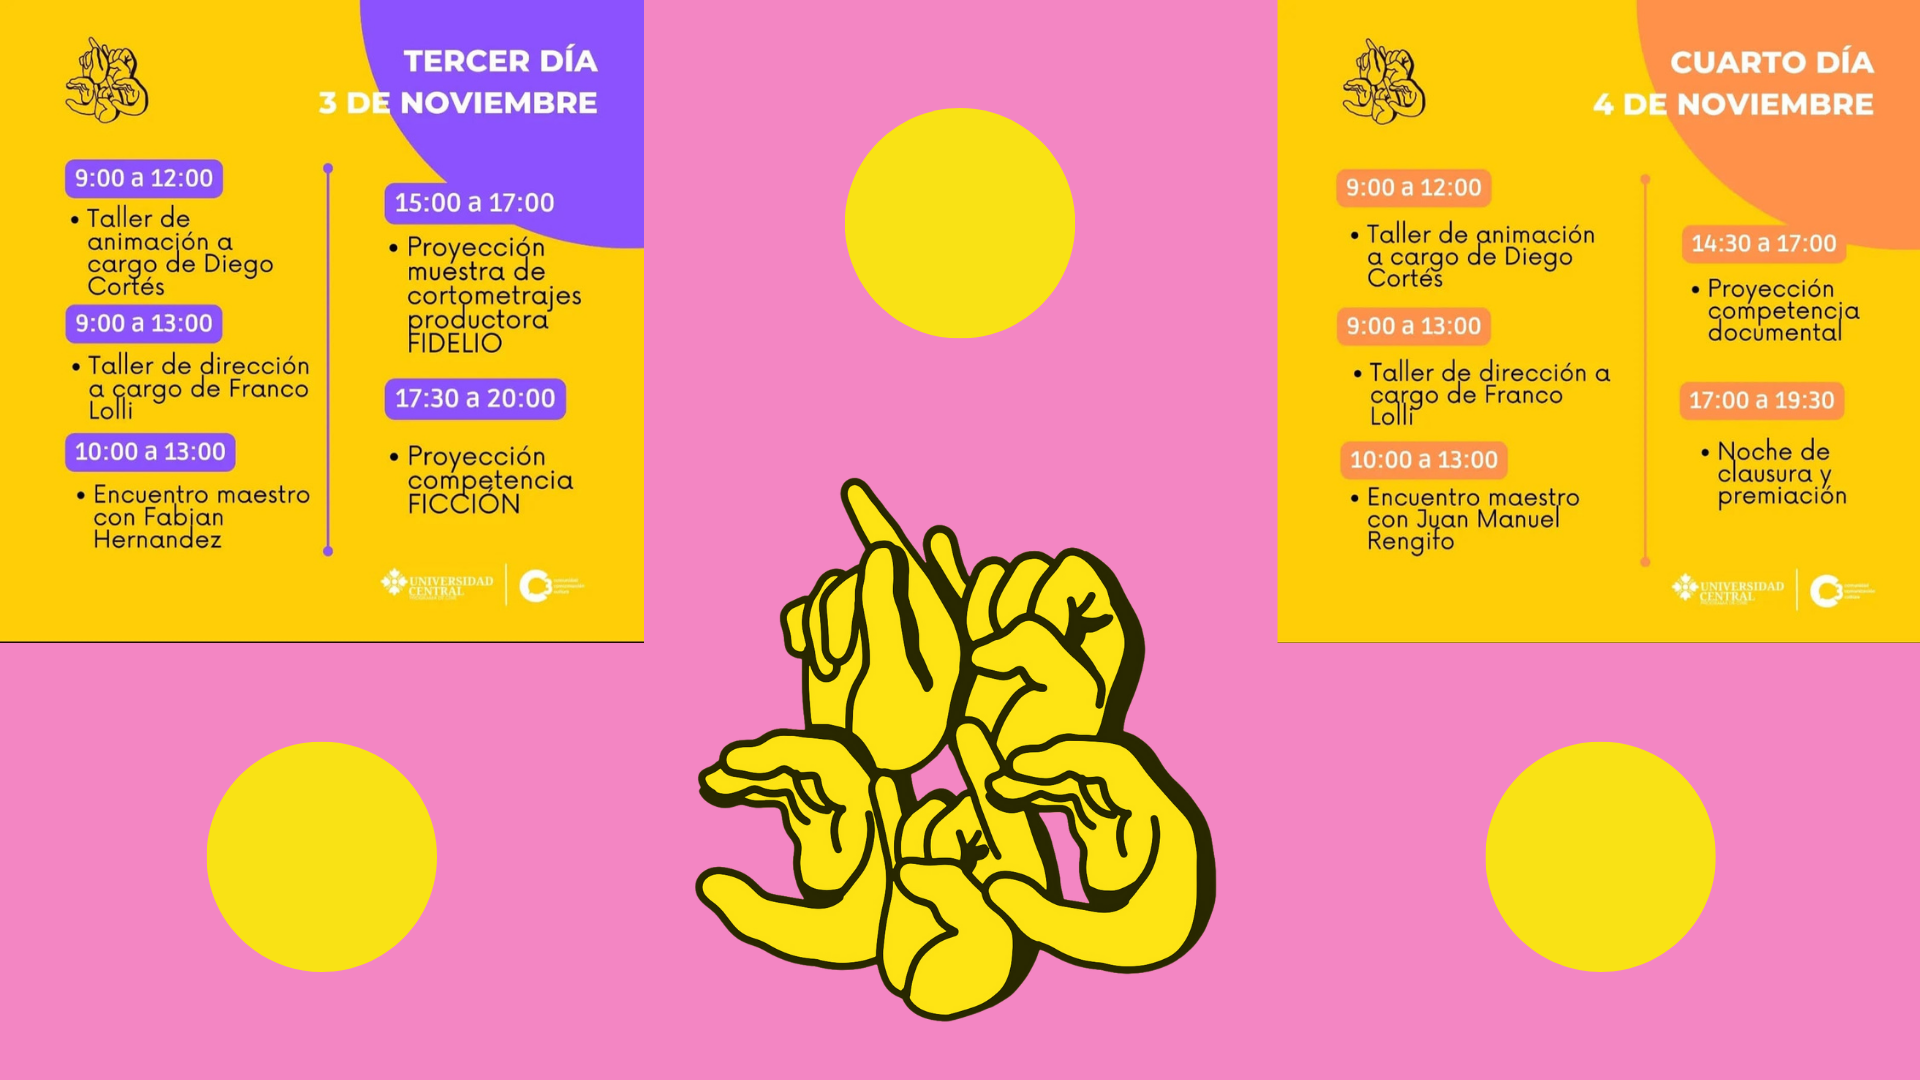 TERCER DÍA
3 DE NOVIEMBRE
9:00 a 12:00
• Taller de
animación a
cargo de Diego
Cortés
9:00 a 13:00
• Taller de dirección
a cargo de Franco
Lolli
10:00 a 13:00
• Encuentro maestro
con Fabian
Hernandez
15:00 a 17:00
• Proyección
muestra de
cortometrajes
productora
FIDELIO
17:30 a 20:00
• Proyección
competencia
FICCIÓN
UNIVERSIDAD
CENTRAL
CUARTO DÍA
4 DE NOVIEMBRE
9:00 a 12:00
• Taller de animación
a cargo de Diego
Cortés
9:00 a 13:00
• Taller de dirección a
cargo de Franco
Lolli
10:00 a 13:00
• Encuentro maestro
con Juan Manuel
Rengifo
14:30 a 17:00
• Proyección
competencia
documental
17:00 a 19:30
• Noche de
clausura y
premiación
UNIVERSIDAD
CENTRAL